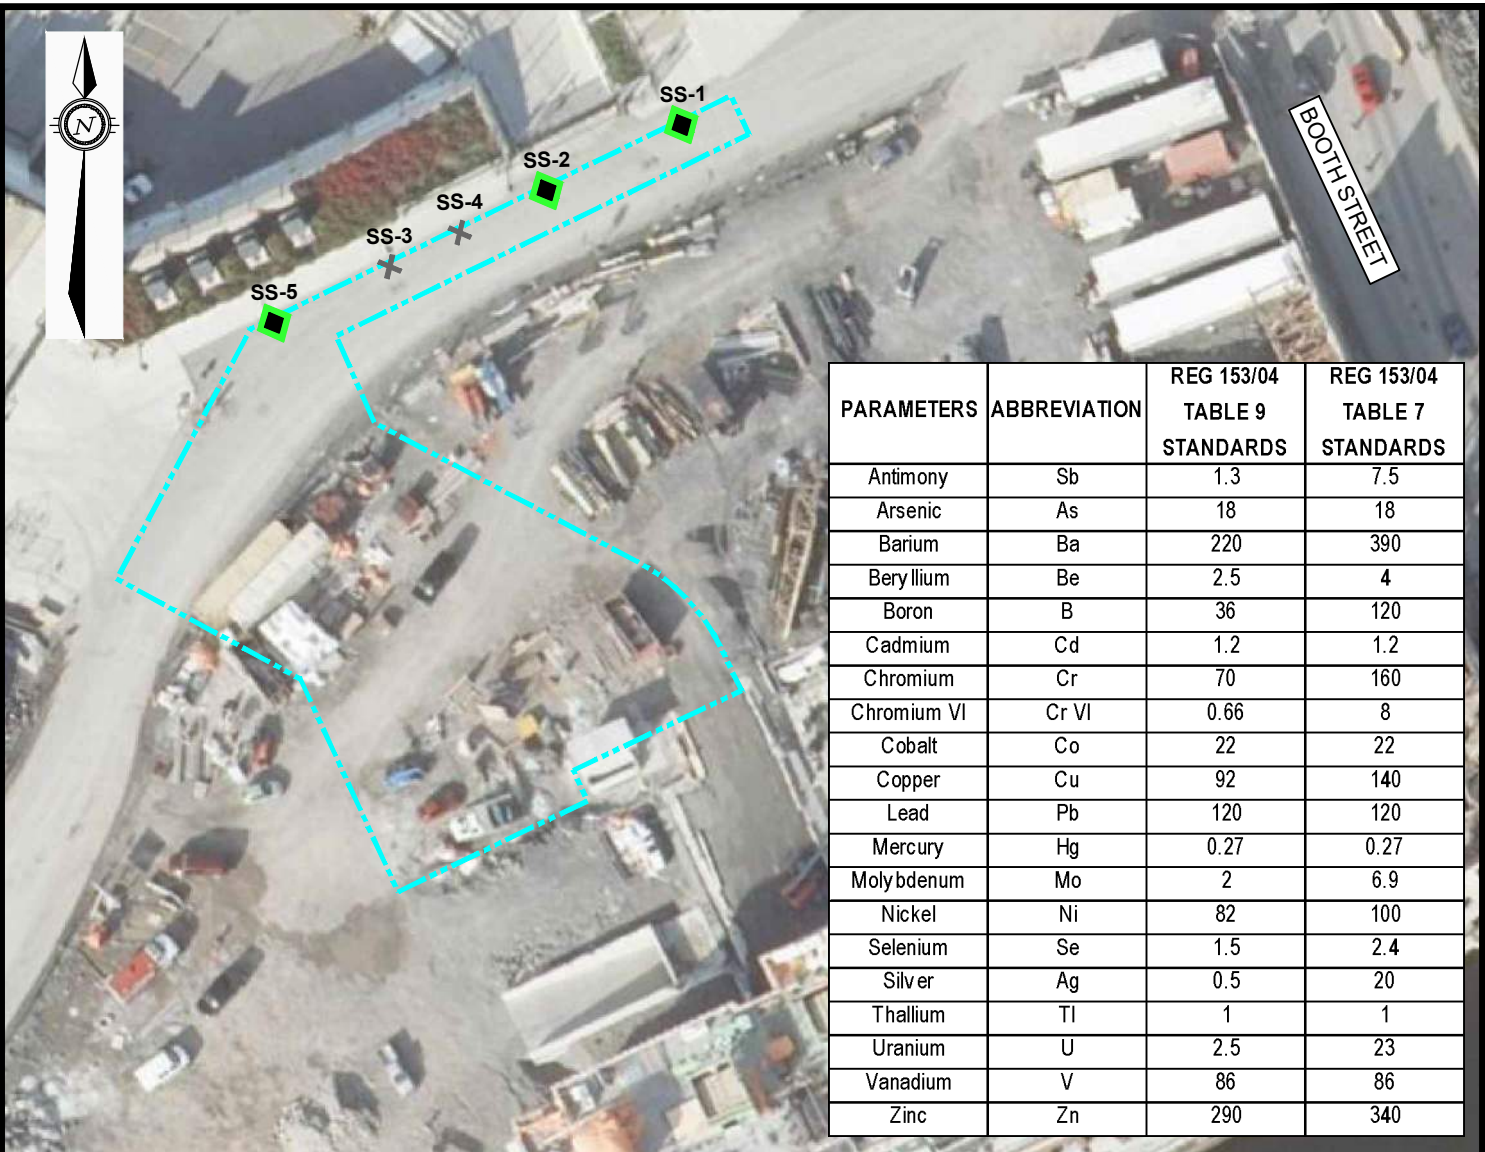 N
SS-1
SS-2
SS-4
SS-3
SS-5
BOOTH STREET
PARAMETERS ABBREVIATION REG 153/04 TABLE 9 STANDARDS REG 153/04 TABLE 7 STANDARDS
Antimony Sb 1.3 7.5
Arsenic As 18 18
Barium Ba 220 390
Beryllium Be 2.5 4
Boron B 36 120
Cadmium Cd 1.2 1.2
Chromium Cr 70 160
Chromium VI Cr VI 0.66 8
Cobalt Co 22 22
Copper Cu 92 140
Lead Pb 120 120
Mercury Hg 0.27 0.27
Molybdenum Mo 2 6.9
Nickel Ni 82 100
Selenium Se 1.5 2.4
Silver Ag 0.5 20
Thallium Tl 1 1
Uranium U 2.5 23
Vanadium V 86 86
Zinc Zn 290 340